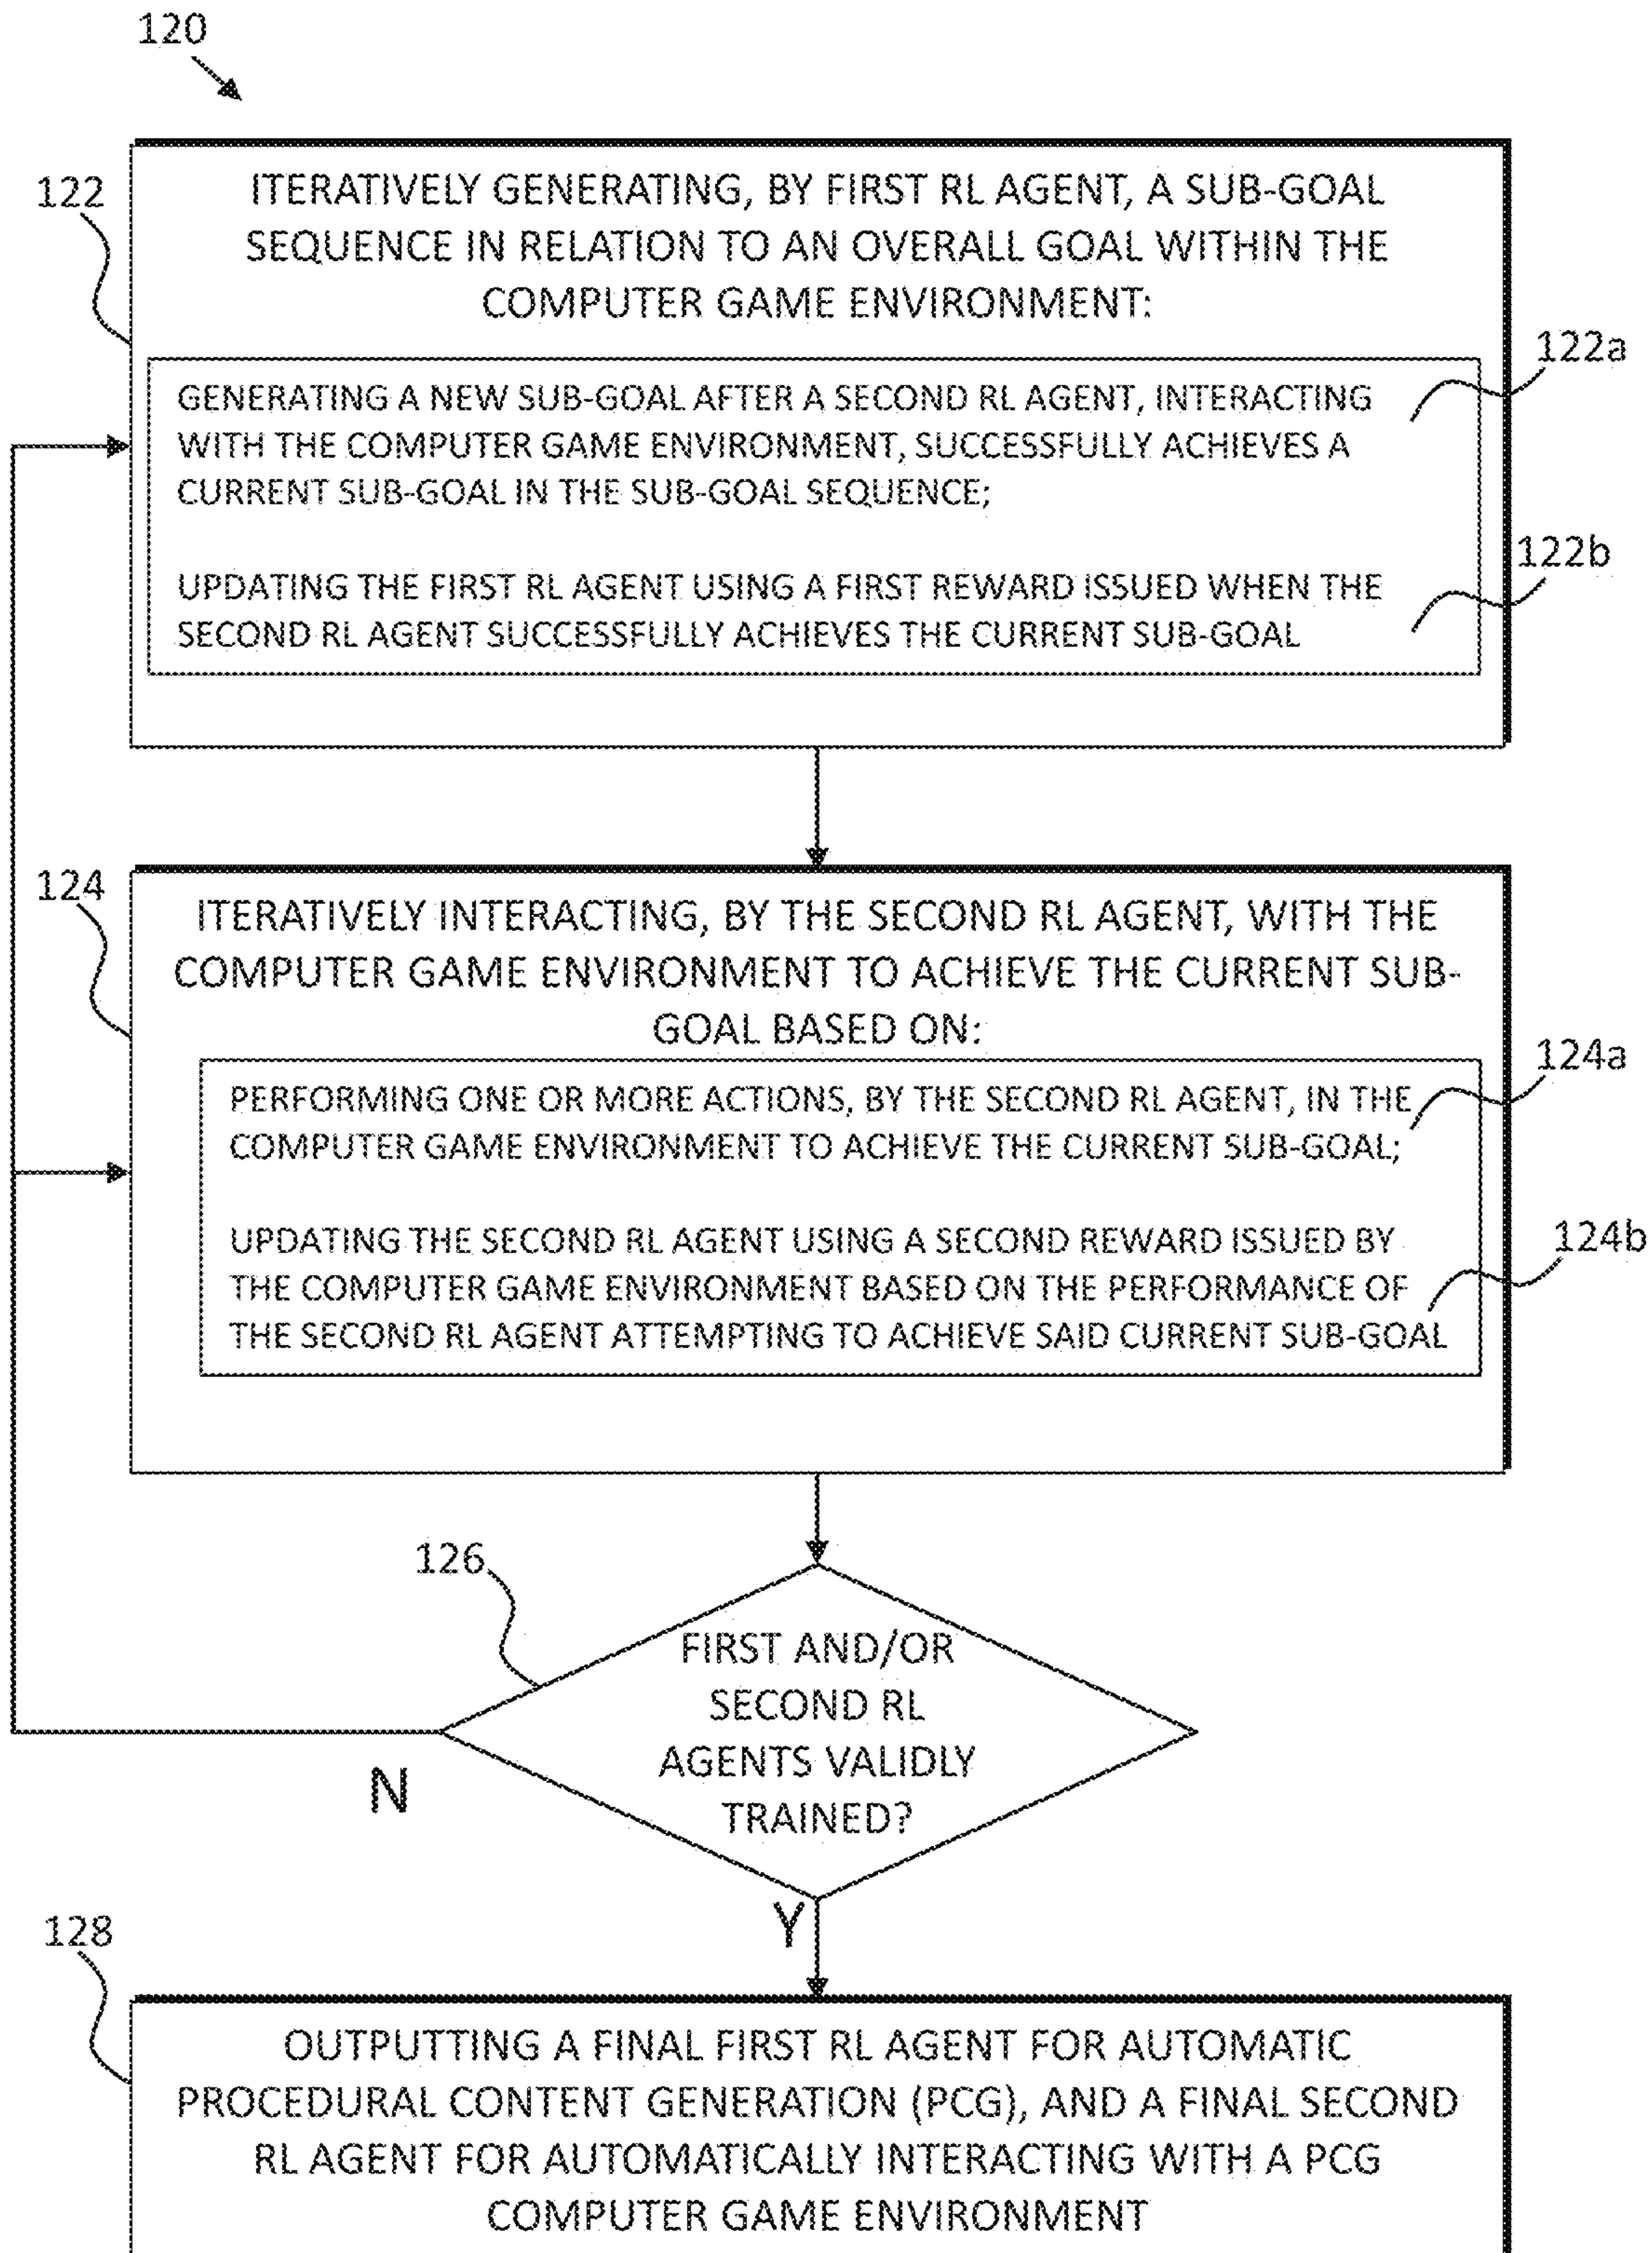 120
122
ITERATIVELY GENERATING, BY FIRST RL AGENT, A SUB-GOAL
SEQUENCE IN RELATION TO AN OVERALL GOAL WITHIN THE
COMPUTER GAME ENVIRONMENT:
122a
GENERATING A NEW SUB-GOAL AFTER A SECOND RL AGENT, INTERACTING
WITH THE COMPUTER GAME ENVIRONMENT, SUCCESSFULLY ACHIEVES A
CURRENT SUB-GOAL IN THE SUB-GOAL SEQUENCE;
122b
UPDATING THE FIRST RL AGENT USING A FIRST REWARD ISSUED WHEN THE
SECOND RL AGENT SUCCESSFULLY ACHIEVES THE CURRENT SUB-GOAL
124
ITERATIVELY INTERACTING, BY THE SECOND RL AGENT, WITH THE
COMPUTER GAME ENVIRONMENT TO ACHIEVE THE CURRENT SUB-
GOAL BASED ON:
124a
PERFORMING ONE OR MORE ACTIONS, BY THE SECOND RL AGENT, IN THE
COMPUTER GAME ENVIRONMENT TO ACHIEVE THE CURRENT SUB-GOAL;
124b
UPDATING THE SECOND RL AGENT USING A SECOND REWARD ISSUED BY
THE COMPUTER GAME ENVIRONMENT BASED ON THE PERFORMANCE OF
THE SECOND RL AGENT ATTEMPTING TO ACHIEVE SAID CURRENT SUB-GOAL
126
FIRST AND/OR
SECOND RL
AGENTS VALIDLY
TRAINED?
N
Y
128
OUTPUTTING A FINAL FIRST RL AGENT FOR AUTOMATIC
PROCEDURAL CONTENT GENERATION (PCG), AND A FINAL SECOND
RL AGENT FOR AUTOMATICALLY INTERACTING WITH A PCG
COMPUTER GAME ENVIRONMENT